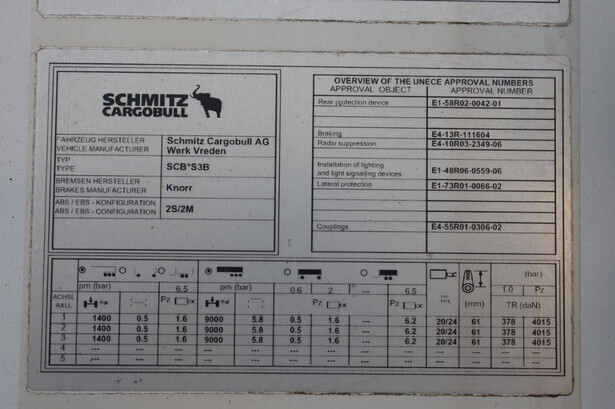 SCHMITZ
CARGOBULL
FAHRZEUG HERSTELLER
VEHICLE MANUFACTURER
Schmitz Cargobull AG
Werk Vreden
TYP
TYPE
SCB*S3B
BREMSEN HERSTELLER
BRAKES MANUFACTURER
Knorr
ABS / EBS - KONFIGURATION
ABS / EBS - CONFIGURATION
2S/2M
OVERVIEW OF THE UNECE APPROVAL NUMBERS
APPROVAL OBJECT APPROVAL NUMBER
Rear protection device E1-58R02-0042-01
Braking E4-13R-111604
Radio suppression E4-10R03-2349-06
Installation of lighting
and light signalling devices E1-48R06-0559-06
Lateral protection E1-73R01-0066-02
Couplings E4-55R01-0306-02
(bar)
pm (bar) 6.5 pm (bar) 0.6 2 --- 6.5 1.0 Pz
ACHSE
AXLE Pz Pz Pz (mm) TR (daN)
1 1400 0.5 1.6 9000 5.8 0.5 1.6 6.2 20/24 61 378 4015
2 1400 0.5 1.6 9000 5.8 0.5 1.6 6.2 20/24 61 378 4015
3 1400 0.5 1.6 9000 5.8 0.5 1.6 6.2 20/24 61 378 4015
4 --- --- --- --- --- --- --- --- --- --- --- --- ---
5 --- --- --- --- --- --- --- --- --- --- --- --- ---